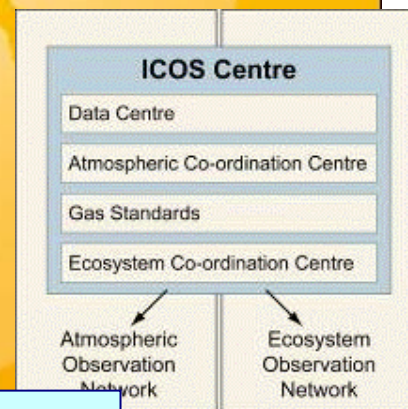 ICOS Centre
Data Centre
Atmospheric Co-ordination Centre
Gas Standards
Ecosystem Co-ordination Centre
Atmospheric
Observation
Network
Ecosystem
Observation
Network